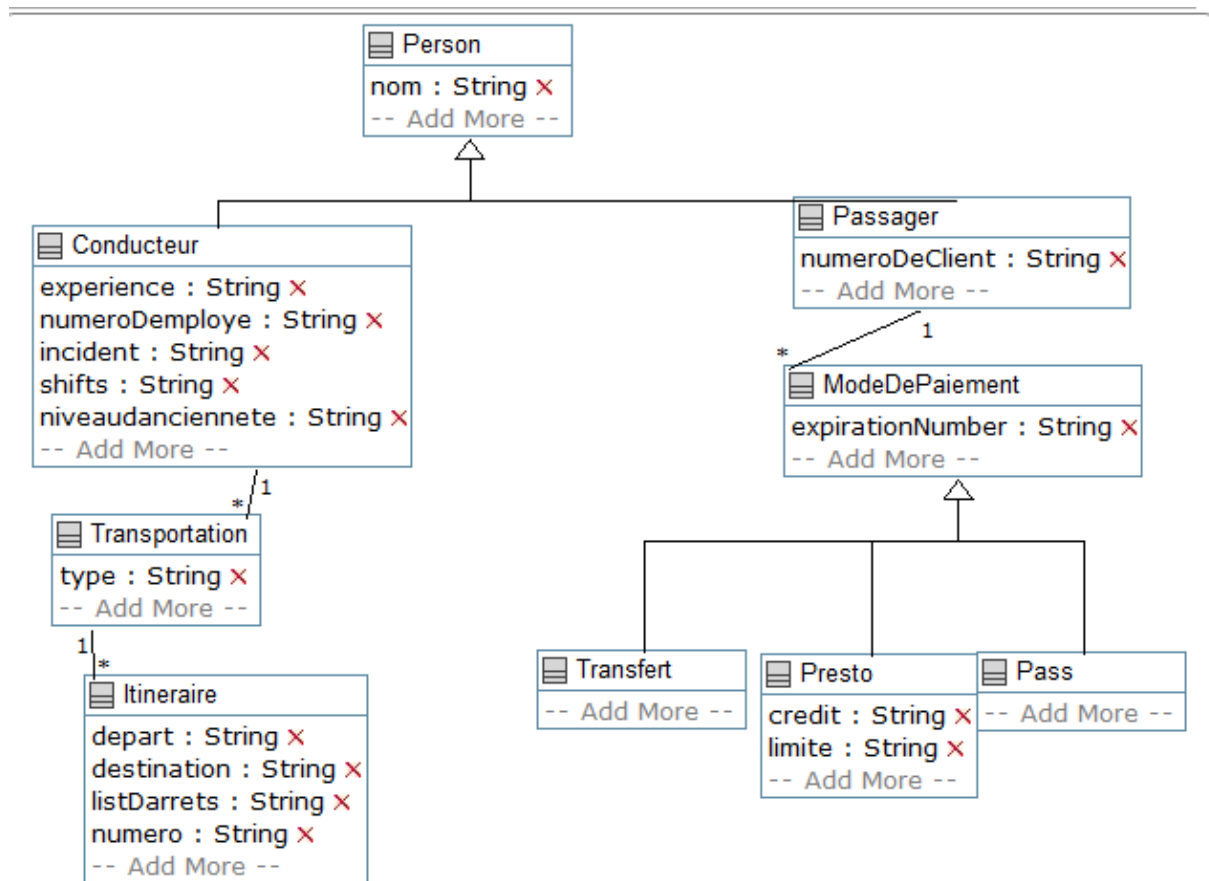 Person
nom : String
-- Add More --
Conducteur
experience : String
numeroDemploye : String
incident : String
shifts : String
niveaudanciennete : String
-- Add More --
Passager
numeroDeClient : String
-- Add More --
1
*
ModeDePaiement
expirationNumber : String
-- Add More --
1
*
Transportation
type : String
-- Add More --
1
*
Itineraire
depart : String
destination : String
listDarrets : String
numero : String
-- Add More --
Transfert
-- Add More --
Presto
credit : String
limite : String
-- Add More --
Pass
-- Add More --